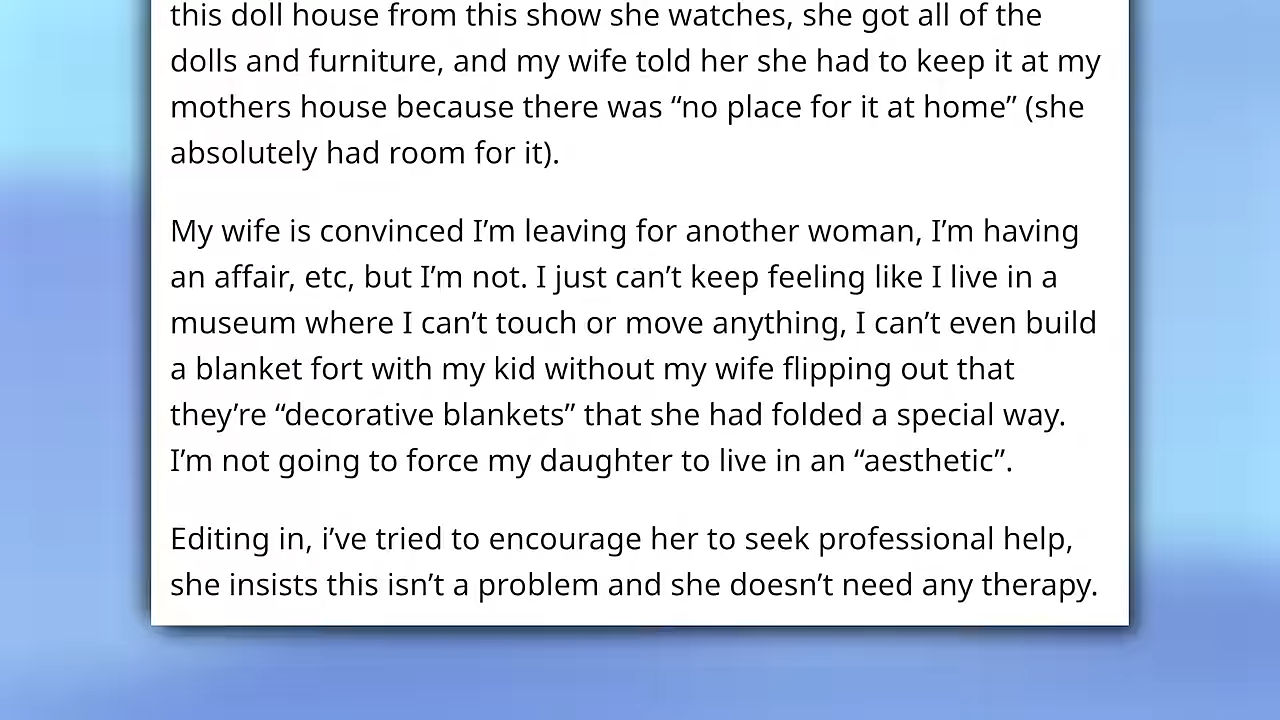 this doll house from this show she watches, she got all of the
dolls and furniture, and my wife told her she had to keep it at my
mothers house because there was “no place for it at home” (she
absolutely had room for it).
My wife is convinced I’m leaving for another woman, I’m having
an affair, etc, but I’m not. I just can’t keep feeling like I live in a
museum where I can’t touch or move anything, I can’t even build
a blanket fort with my kid without my wife flipping out that
they’re “decorative blankets” that she had folded a special way.
I’m not going to force my daughter to live in an “aesthetic”.
Editing in, i’ve tried to encourage her to seek professional help,
she insists this isn’t a problem and she doesn’t need any therapy.